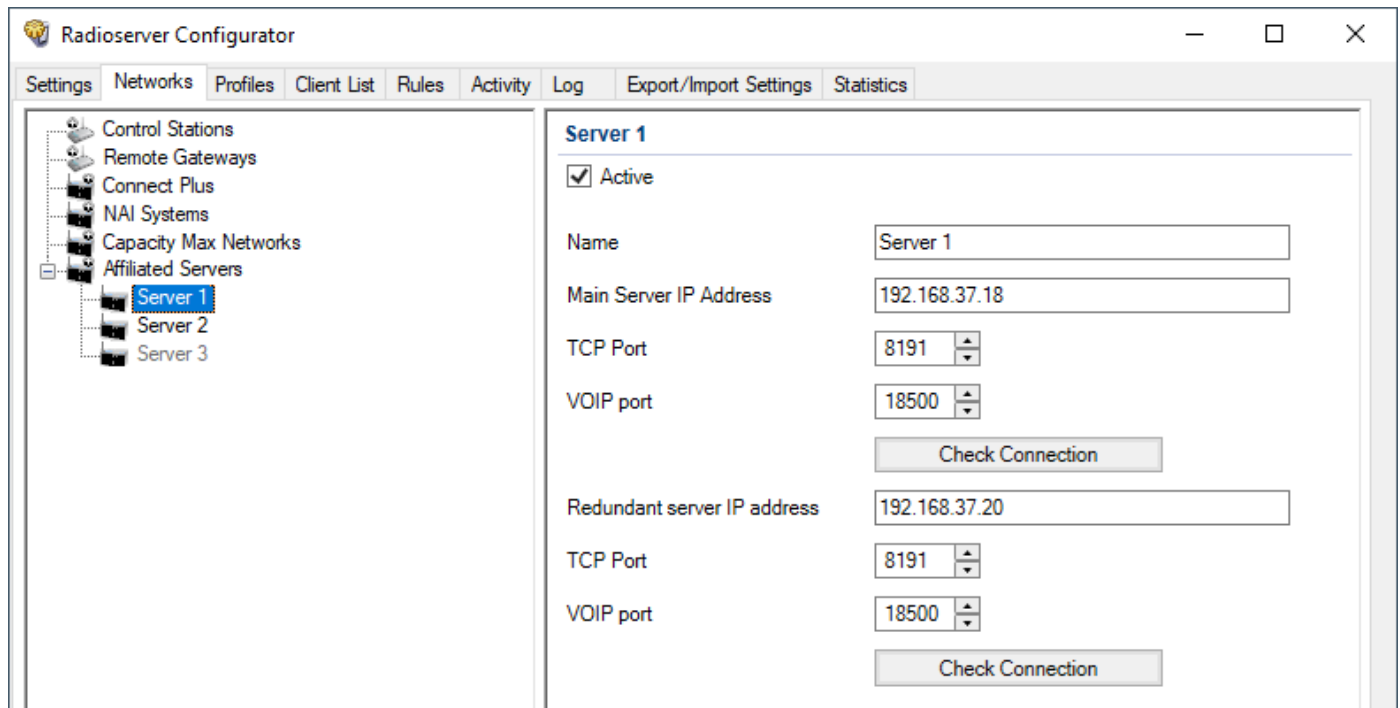 Radioserver Configurator
Settings Networks Profiles Client List Rules Activity Log Export/Import Settings Statistics
Control Stations
Remote Gateways
Connect Plus
NAI Systems
Capacity Max Networks
Affiliated Servers
Server 1
Server 2
Server 3
Server 1
Active
Name Server 1
Main Server IP Address 192.168.37.18
TCP Port 8191
VOIP port 18500
Check Connection
Redundant server IP address 192.168.37.20
TCP Port 8191
VOIP port 18500
Check Connection